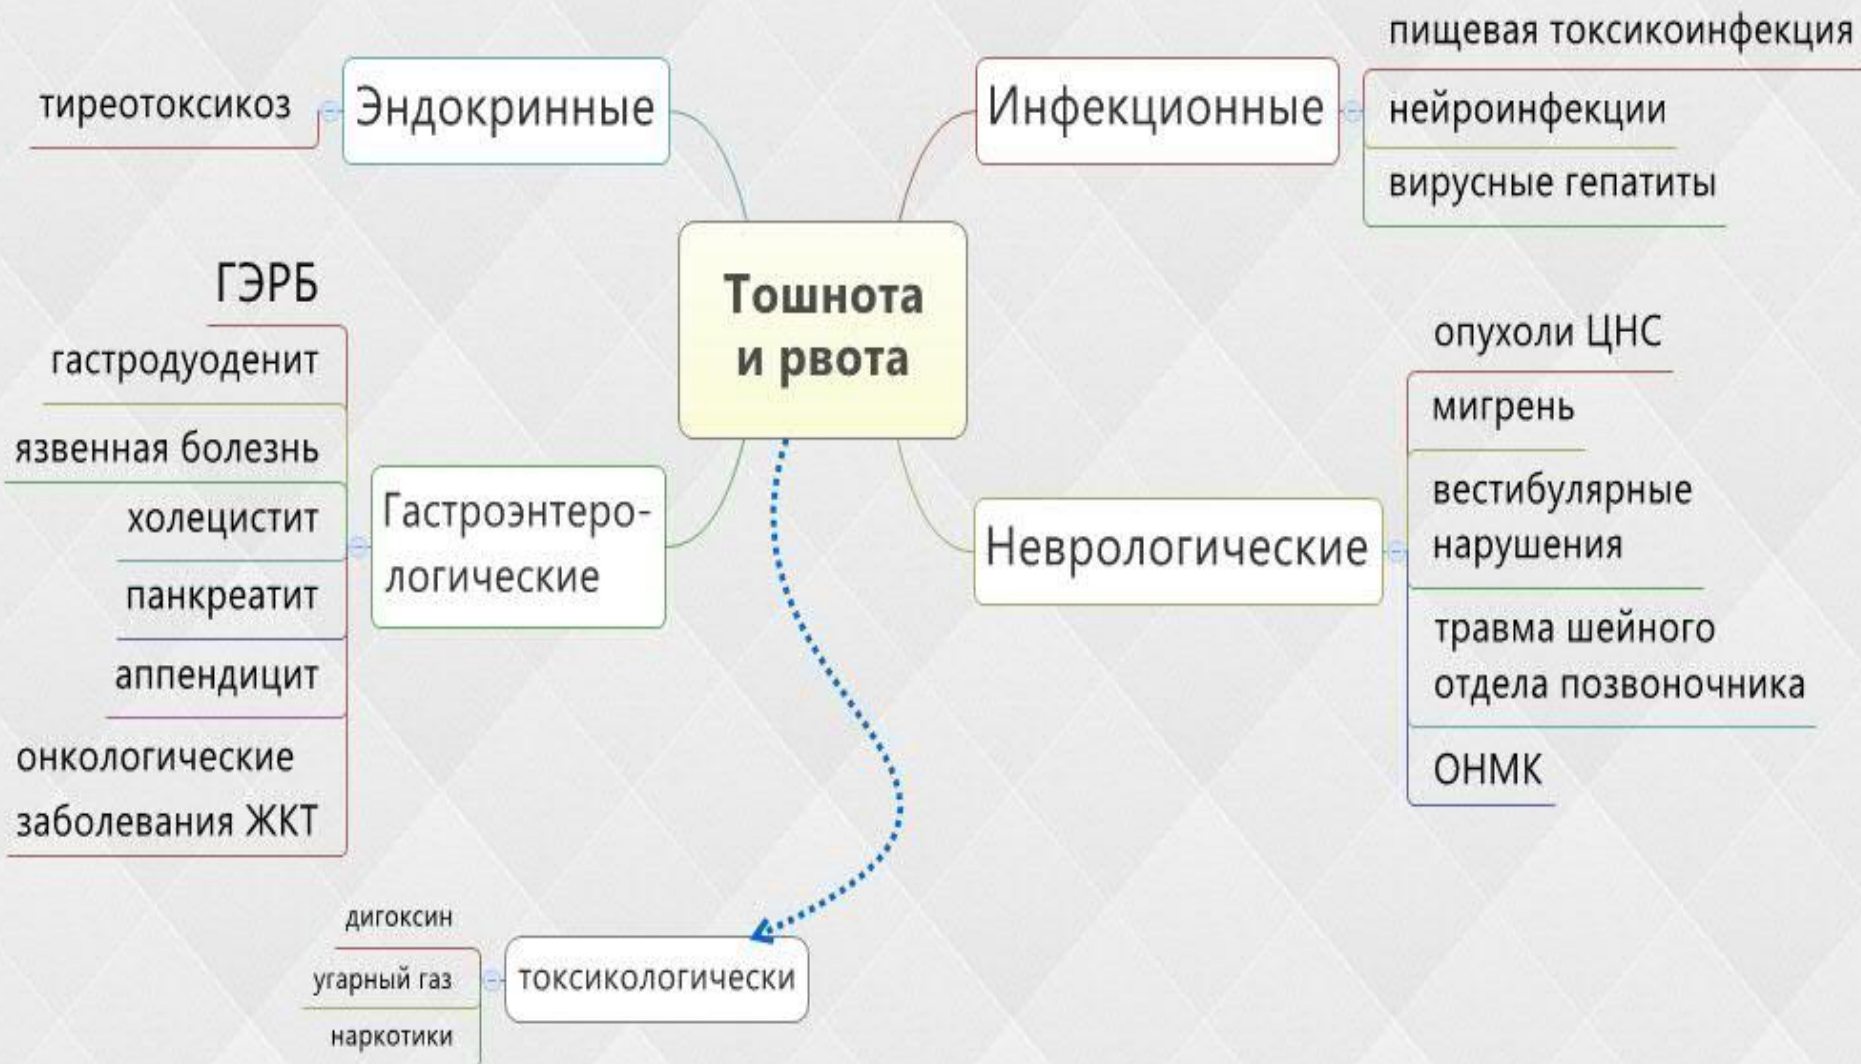 Тошнота
и рвота
Эндокринные
тиреотоксикоз
Инфекционные
пищевая токсикоинфекция
нейроинфекции
вирусные гепатиты
Гастроэнтеро-
логические
ГЭРБ
гастродуоденит
язвенная болезнь
холецистит
панкреатит
аппендицит
онкологические
заболевания ЖКТ
Неврологические
опухоли ЦНС
мигрень
вестибулярные
нарушения
травма шейного
отдела позвоночника
ОНМК
токсикологически
дигоксин
угарный газ
наркотики